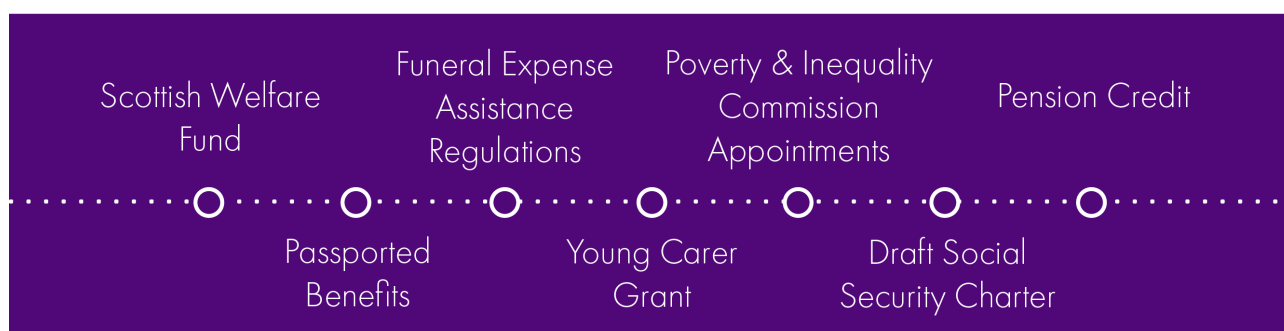 Scottish Welfare
Fund
Passported
Benefits
Funeral Expense
Assistance
Regulations
Young Carer
Grant
Poverty & Inequality
Commission
Appointments
Draft Social
Security Charter
Pension Credit